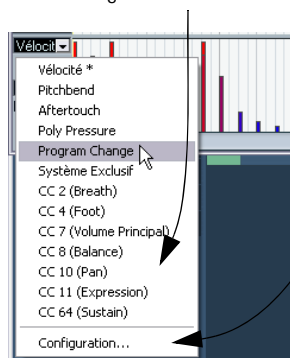 Vélocit
Vélocité *
Pitchbend
Aftertouch
Poly Pressure
Program Change
Système Exclusif
CC 2 (Breath)
CC 4 (Foot)
CC 7 (Volume Principal)
CC 8 (Balance)
CC 10 (Pan)
CC 11 (Expression)
CC 64 (Sustain)
Configuration...